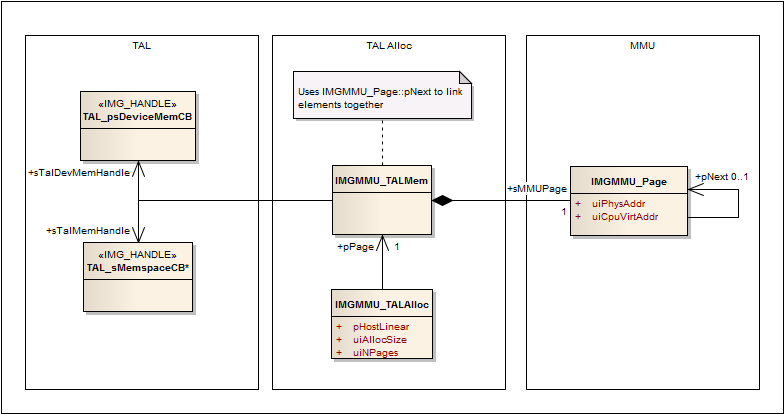 TAL
TAL Alloc
MMU
Uses IMGMMU_Page::pNext to link
elements together
«IMG_HANDLE»
TAL_psDeviceMemCB
+sTalDevMemHandle
IMGMMU_TALMem
+sMMUPage
1
IMGMMU_Page
+ uiPhysAddr
+ uiCpuVirtAddr
+pNext 0..1
+sTalMemHandle
«IMG_HANDLE»
TAL_sMemspaceCB*
+pPage 1
IMGMMU_TALAlloc
+ pHostLinear
+ uiAllocSize
+ uiNPages